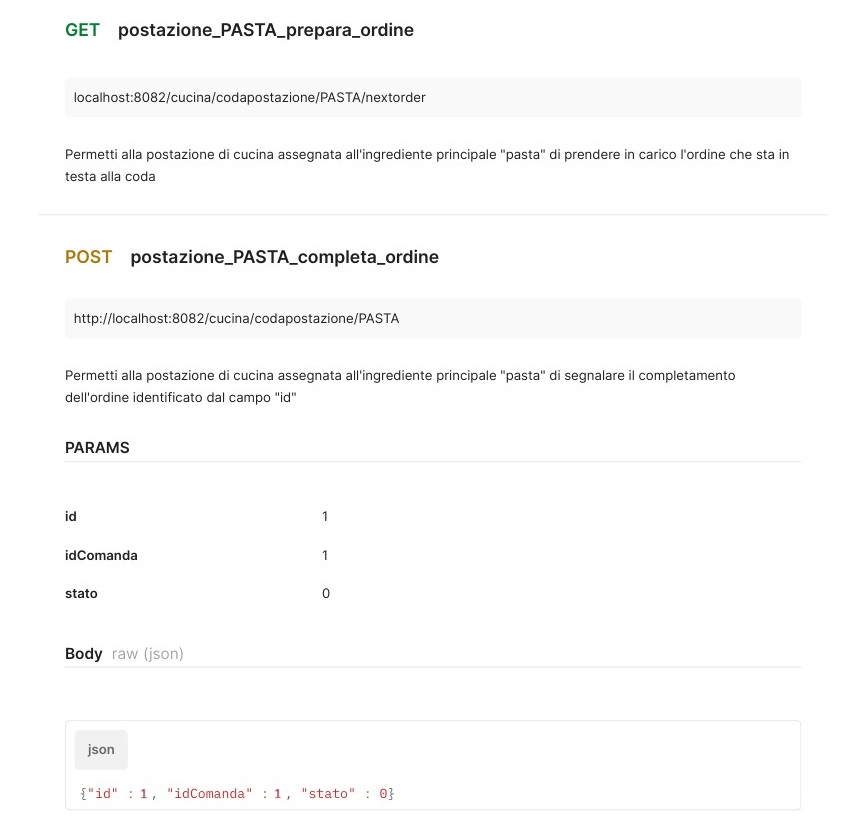 GET postazione_PASTA_prepara_ordine
localhost:8082/cucina/codapostazione/PASTA/nextorder
Permetti alla postazione di cucina assegnata all'ingrediente principale "pasta" di prendere in carico l'ordine che sta in
testa alla coda
POST postazione_PASTA_completa_ordine
http://localhost:8082/cucina/codapostazione/PASTA
Permetti alla postazione di cucina assegnata all'ingrediente principale "pasta" di segnalare il completamento
dell'ordine identificato dal campo "id"
PARAMS
id 1
idComanda 1
stato 0
Body raw (json)
json
{"id" : 1, "idComanda" : 1, "stato" : 0}